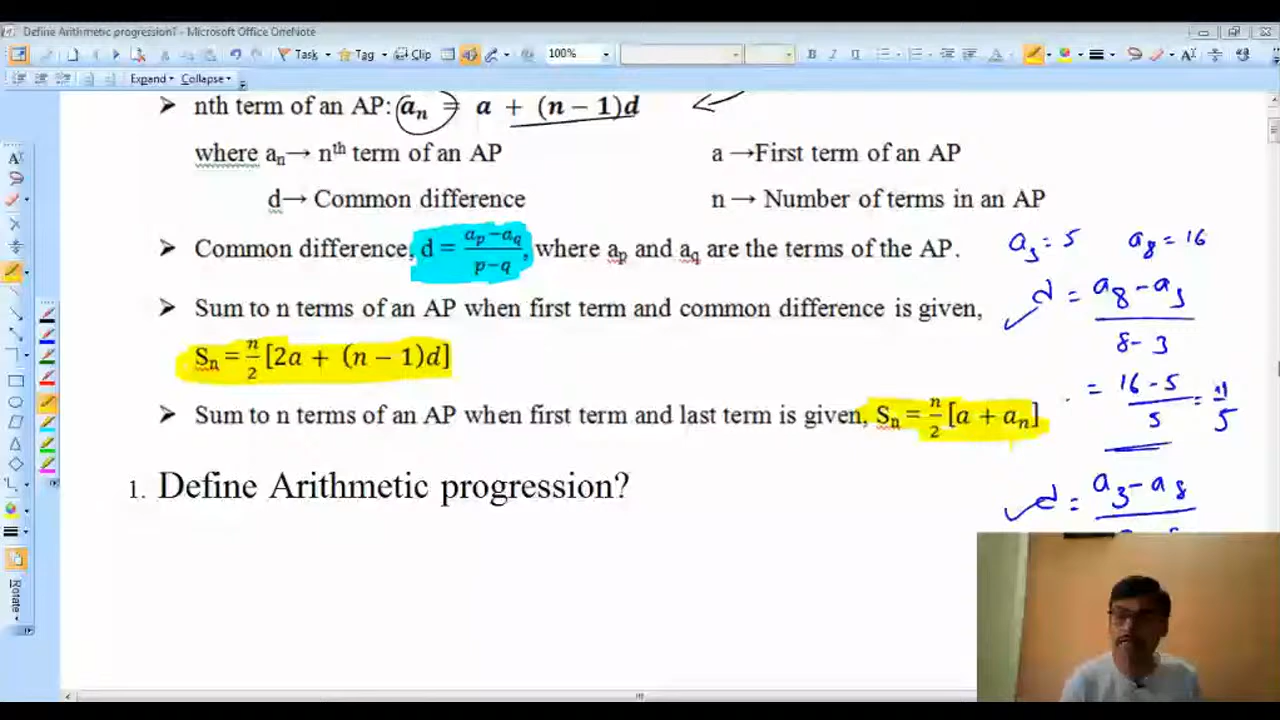 Define Arithmetic progression? - Microsoft Office OneNote
Task Tag Clip 100% B I U
Expand Collapse
➤ nth term of an AP: aₙ = a + (n − 1)d
where aₙ→ nᵗʰ term of an AP a →First term of an AP
d→ Common difference n → Number of terms in an AP
➤ Common difference, d = (aₚ−a_q)/(p−q), where aₚ and a_q are the terms of the AP.
➤ Sum to n terms of an AP when first term and common difference is given,
Sₙ = n/2 [2a + (n − 1)d]
➤ Sum to n terms of an AP when first term and last term is given, Sₙ = n/2 [a + aₙ]
1. Define Arithmetic progression?
a₃ = 5 a₈ = 16
d = (a₈ − a₃)/(8 − 3)
= (16 − 5)/5 = 11/5
d = a₃ − a₈
Rotate